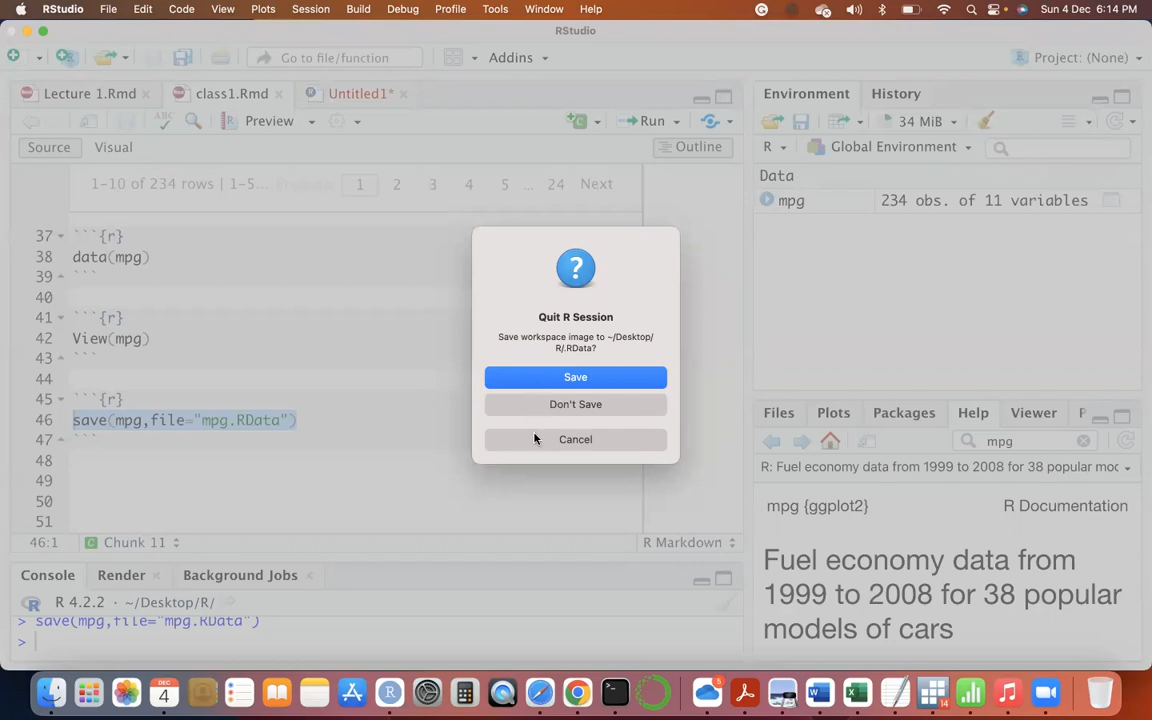 RStudio File Edit Code View Plots Session Build Debug Profile Tools Window Help Sun 4 Dec 6:14 PM
RStudio
Go to file/function Addins Project: (None)
Lecture 1.Rmd class1.Rmd Untitled1*
ABC Preview Run
Source Visual Outline
1-10 of 234 rows | 1-5... 1 2 3 4 5 ... 24 Next
37 ```{r}
38 data(mpg)
39 ```
40
41 ```{r}
42 View(mpg)
43 ```
44
45 ```{r}
46 save(mpg,file="mpg.RData")
47 ```
48
49
50
51
46:1 Chunk 11 R Markdown
Console Render Background Jobs
R 4.2.2 · ~/Desktop/R/
> save(mpg,file="mpg.RData")
>
Quit R Session
Save workspace image to ~/Desktop/
R/.RData?
Save
Don't Save
Cancel
Environment History
34 MiB
R Global Environment
Data
mpg 234 obs. of 11 variables
Files Plots Packages Help Viewer P
mpg
R: Fuel economy data from 1999 to 2008 for 38 popular moc
mpg {ggplot2} R Documentation
Fuel economy data from
1999 to 2008 for 38 popular
models of cars
DEC
4
5
14